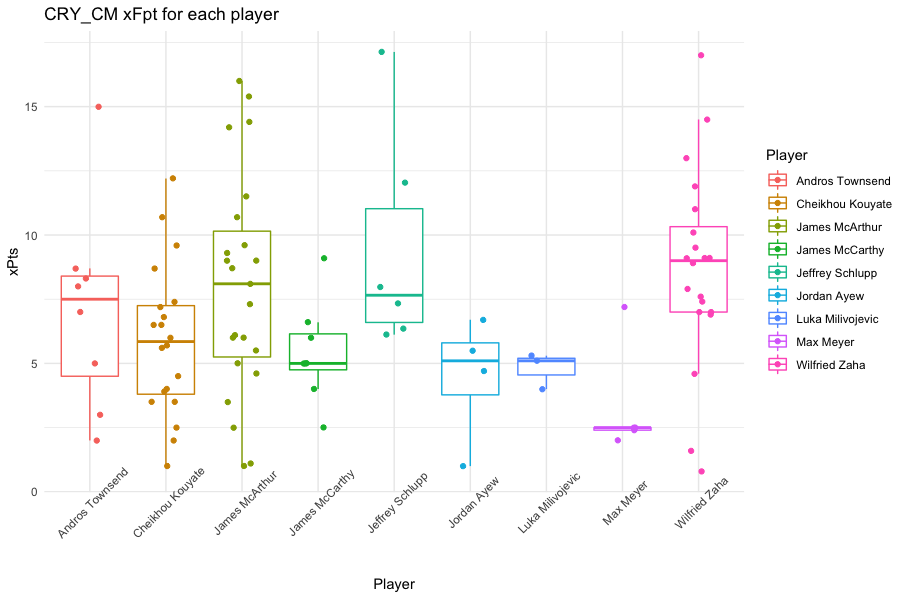 CRY_CM xFpt for each player
xPts
15
10
5
0
Andros Townsend
Cheikhou Kouyate
James McArthur
James McCarthy
Jeffrey Schlupp
Jordan Ayew
Luka Milivojevic
Max Meyer
Wilfried Zaha
Player
Player
Andros Townsend
Cheikhou Kouyate
James McArthur
James McCarthy
Jeffrey Schlupp
Jordan Ayew
Luka Milivojevic
Max Meyer
Wilfried Zaha